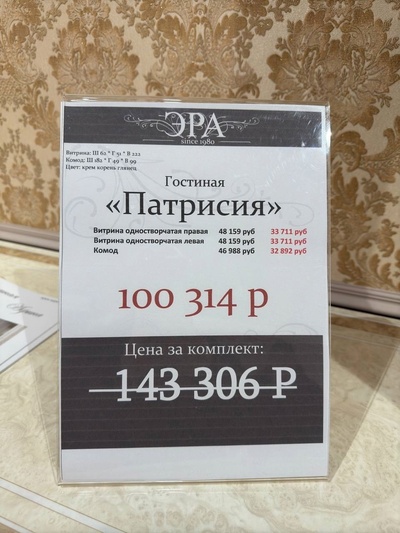 ЭРА
since 1980
Витрина: Ш 62 * Г 51 * В 222
Комод: Ш 182 * Г 49 * В 99
Цвет: крем корень глянец
Гостиная
«Патрисия»
Витрина одностворчатая правая 48 159 руб 33 711 руб
Витрина одностворчатая левая 48 159 руб 33 711 руб
Комод 46 988 руб 32 892 руб
100 314 р
Цена за комплект:
143 306 ₽